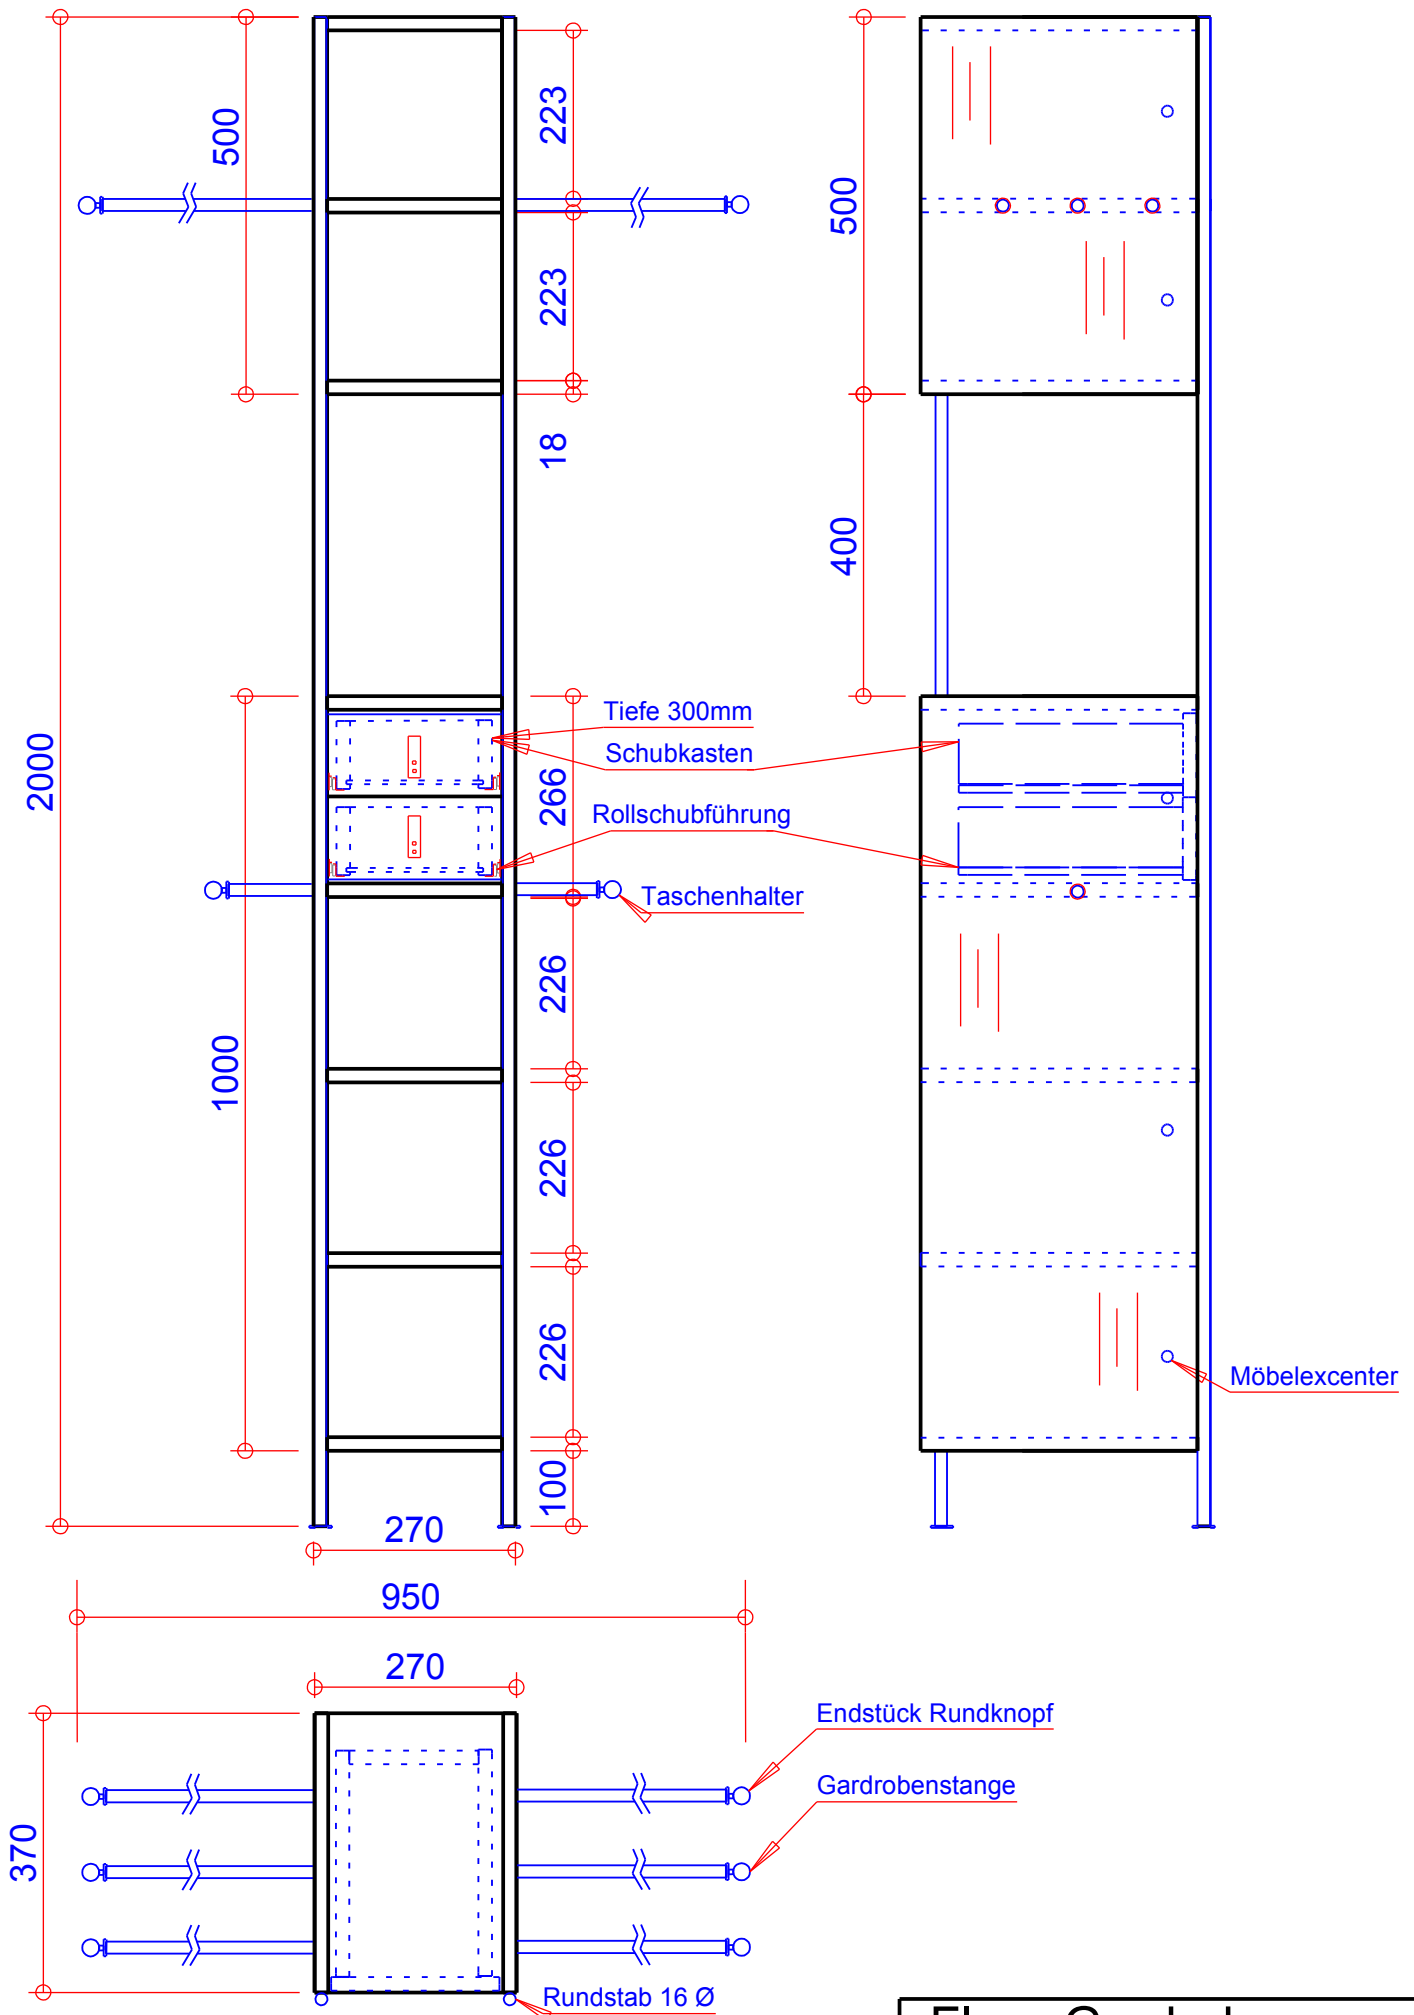 500
223
223
18
2000
1000
266
226
226
226
100
270
Tiefe 300mm
Schubkasten
Rollschubführung
Taschenhalter
500
400
Möbelexcenter
950
270
370
Endstück Rundknopf
Gardrobenstange
Rundstab 16 Ø